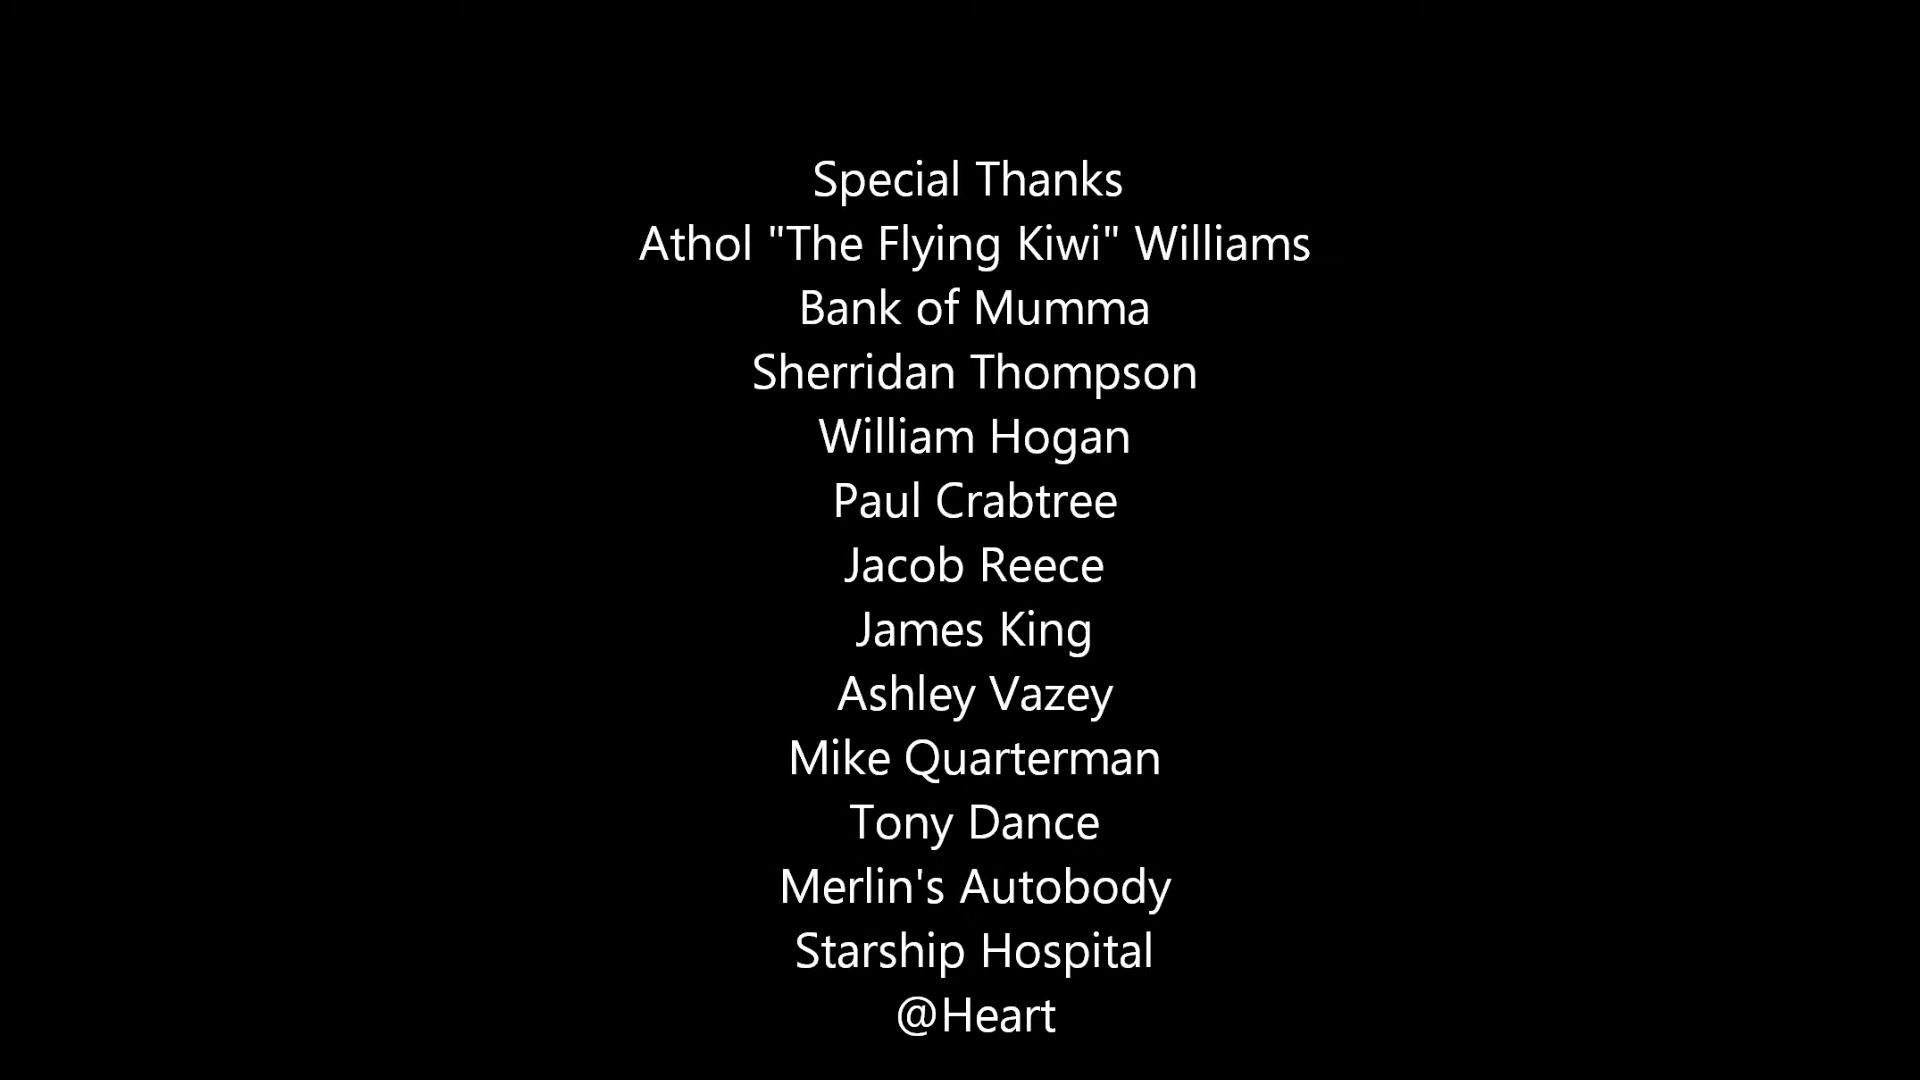 Special Thanks
Athol "The Flying Kiwi" Williams
Bank of Mumma
Sherridan Thompson
William Hogan
Paul Crabtree
Jacob Reece
James King
Ashley Vazey
Mike Quarterman
Tony Dance
Merlin's Autobody
Starship Hospital
@Heart